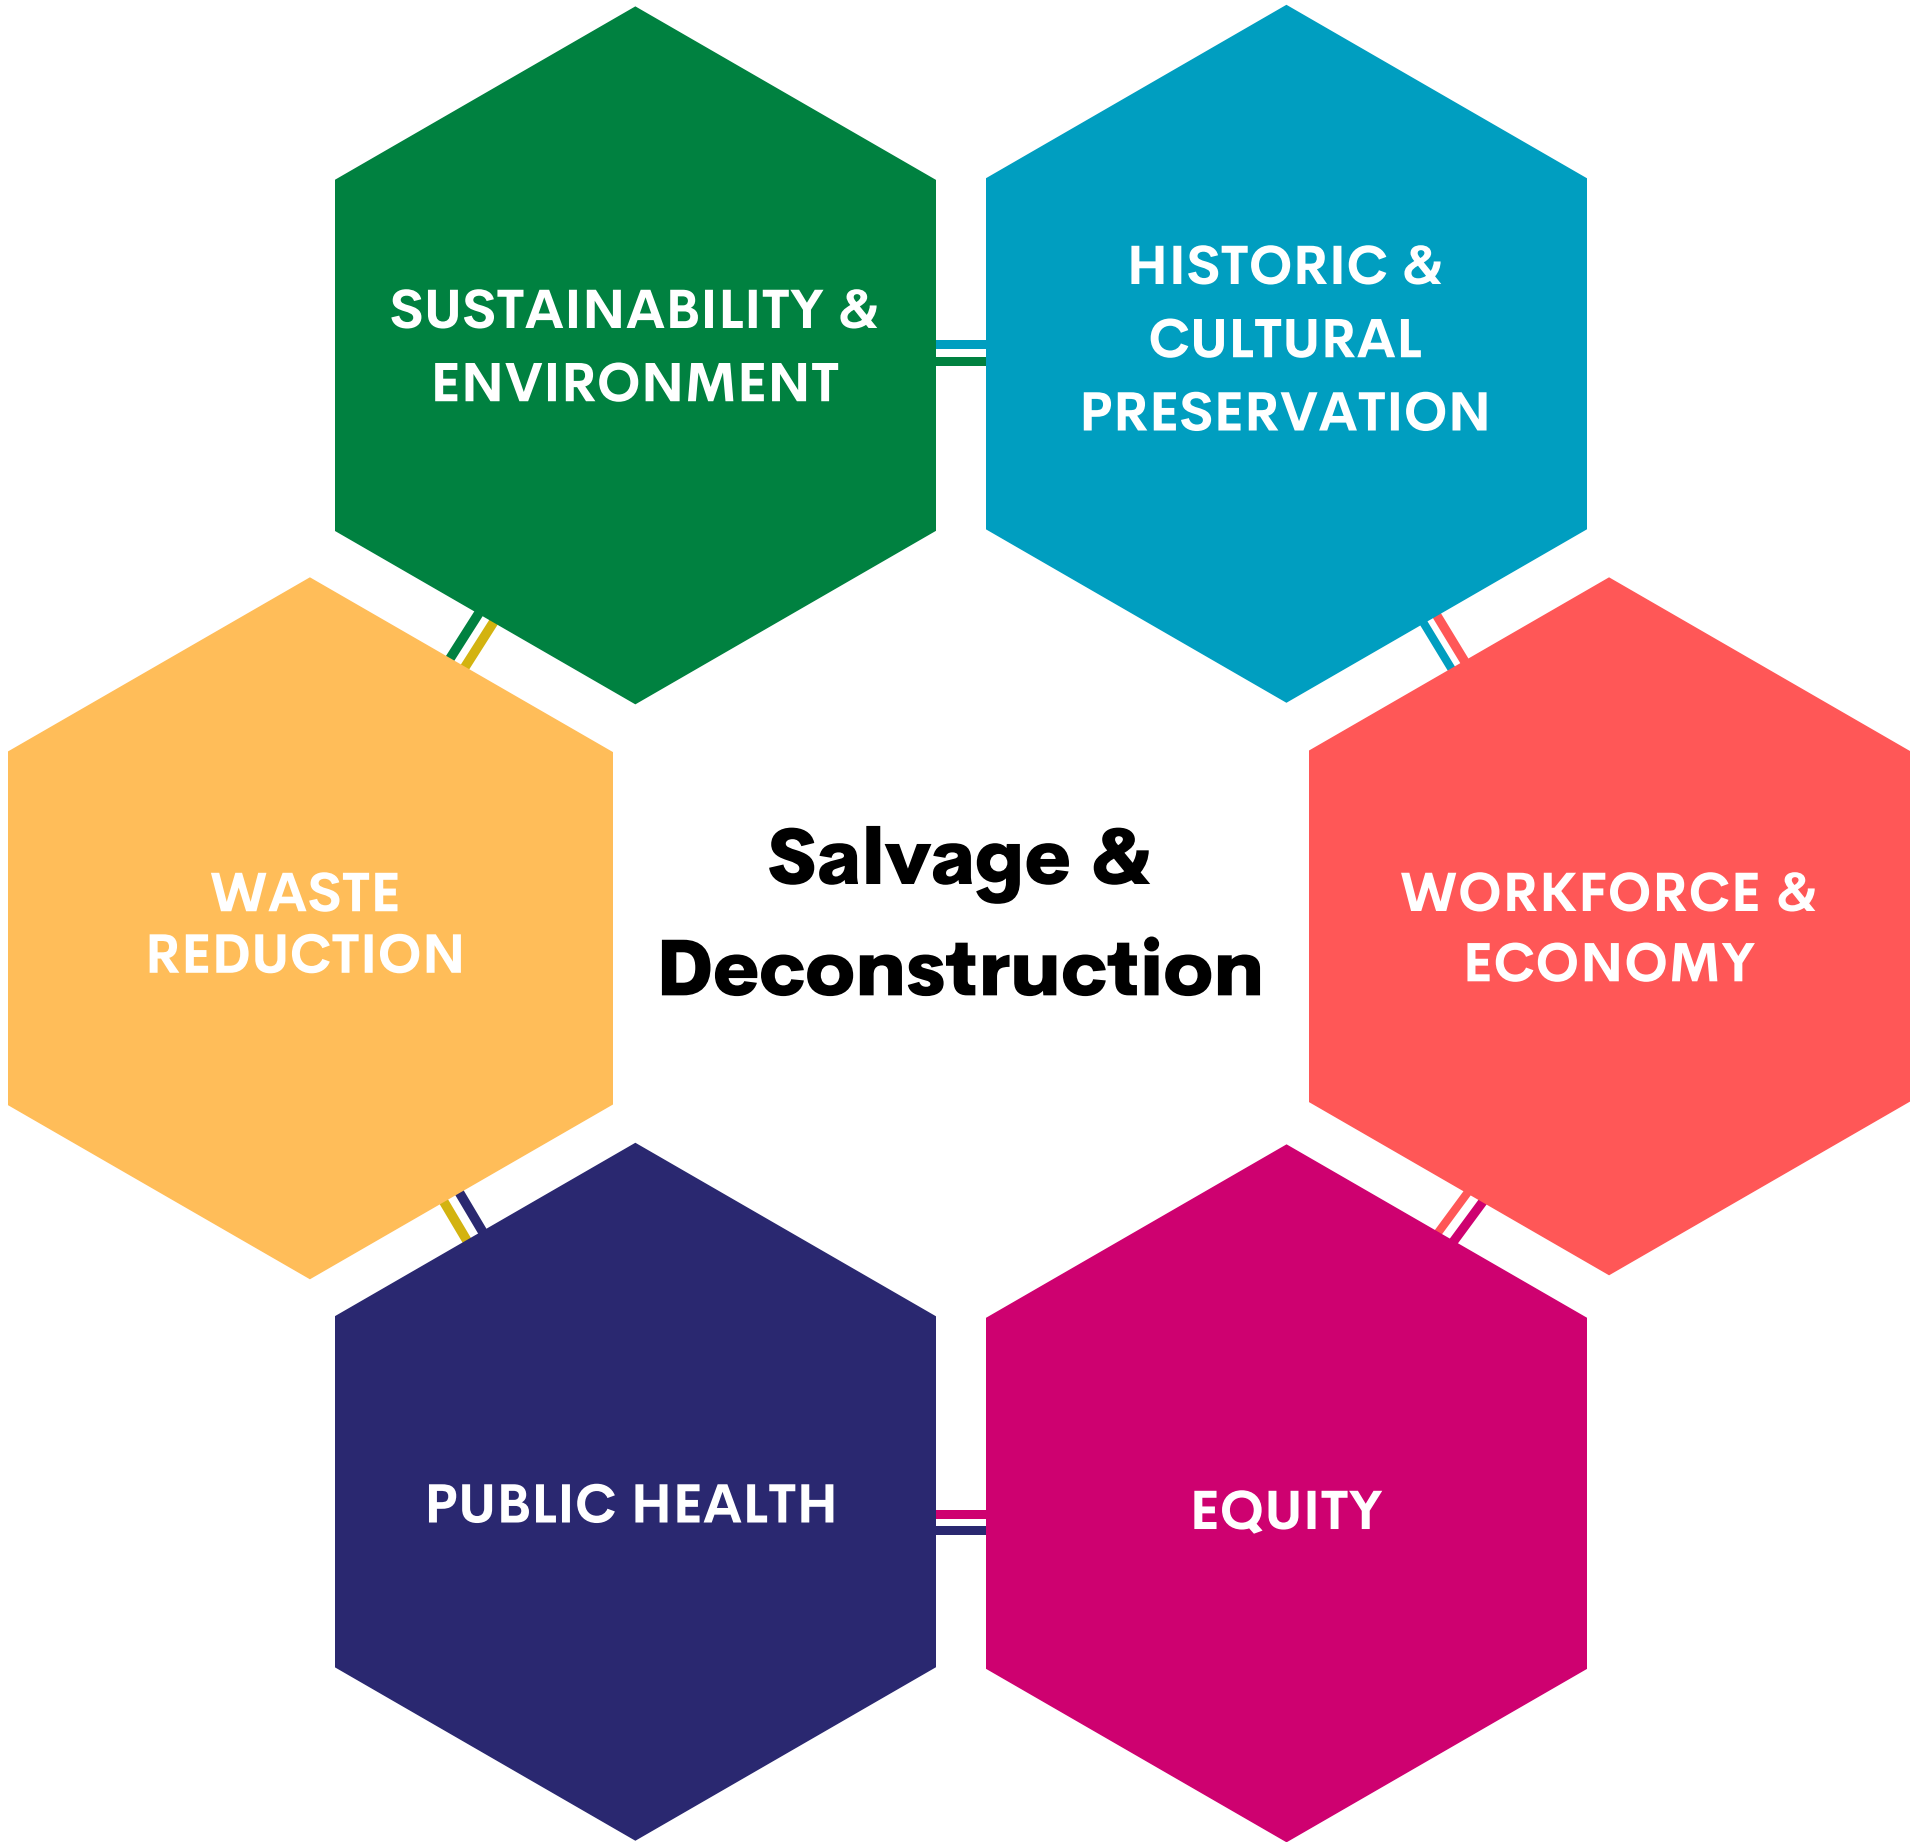 SUSTAINABILITY &
ENVIRONMENT
HISTORIC &
CULTURAL
PRESERVATION
WASTE
REDUCTION
Salvage &
Deconstruction
WORKFORCE &
ECONOMY
PUBLIC HEALTH
EQUITY